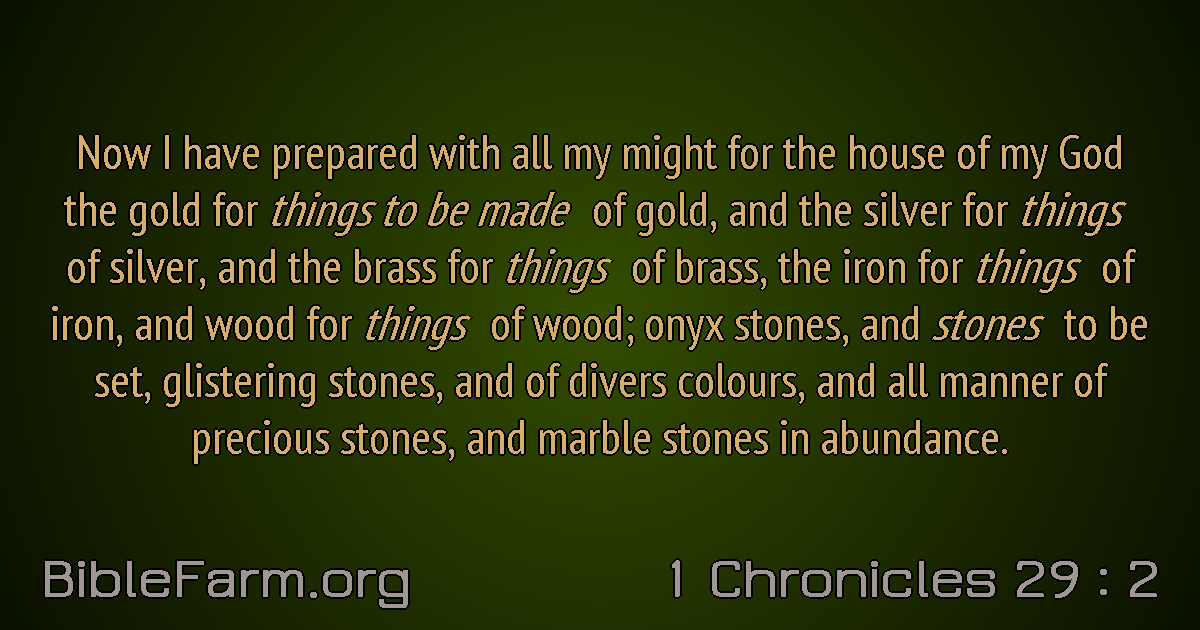 Now I have prepared with all my might for the house of my God
the gold for things to be made of gold, and the silver for things
of silver, and the brass for things of brass, the iron for things of
iron, and wood for things of wood; onyx stones, and stones to be
set, glistering stones, and of divers colours, and all manner of
precious stones, and marble stones in abundance.
BibleFarm.org
1 Chronicles 29 : 2